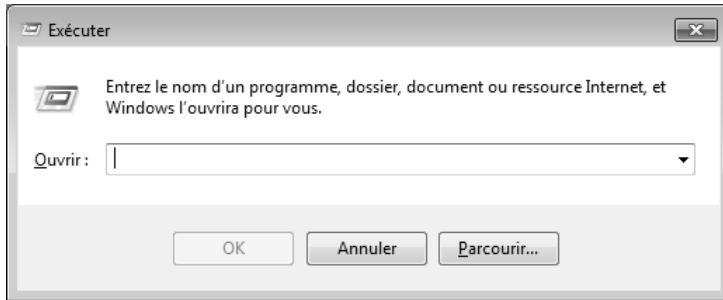 Exécuter
Entrez le nom d'un programme, dossier, document ou ressource Internet, et
Windows l'ouvrira pour vous.
Ouvrir :
OK
Annuler
Parcourir...